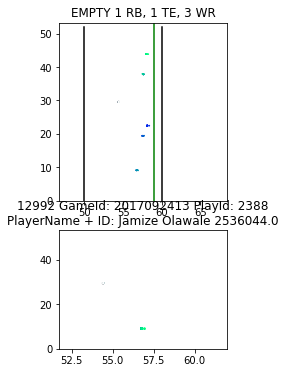 EMPTY 1 RB, 1 TE, 3 WR
50
40
30
20
10
0
50 55 60 65
12992 GameId: 2017092413 PlayId: 2388
PlayerName + ID: Jamize Olawale 2536044.0
40
20
0
52.5 55.0 57.5 60.0